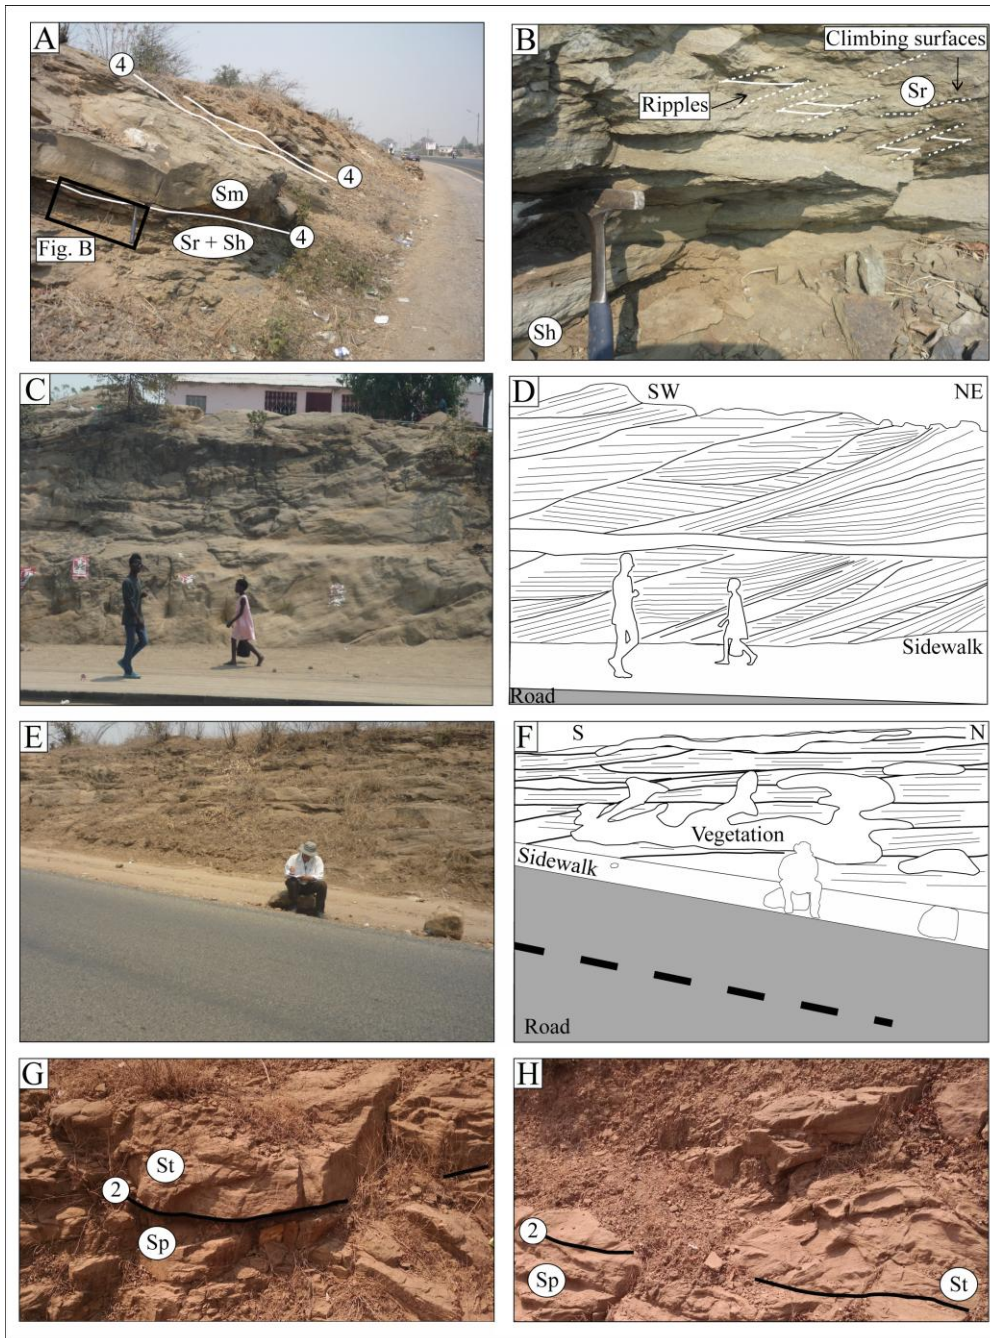 A
4
4
Sm
4
Fig. B
Sr + Sh
B
Climbing surfaces
Ripples
Sr
Sh
C
D
SW
NE
Sidewalk
Road
E
F
S
N
Vegetation
Sidewalk
Road
G
St
2
Sp
H
2
Sp
St